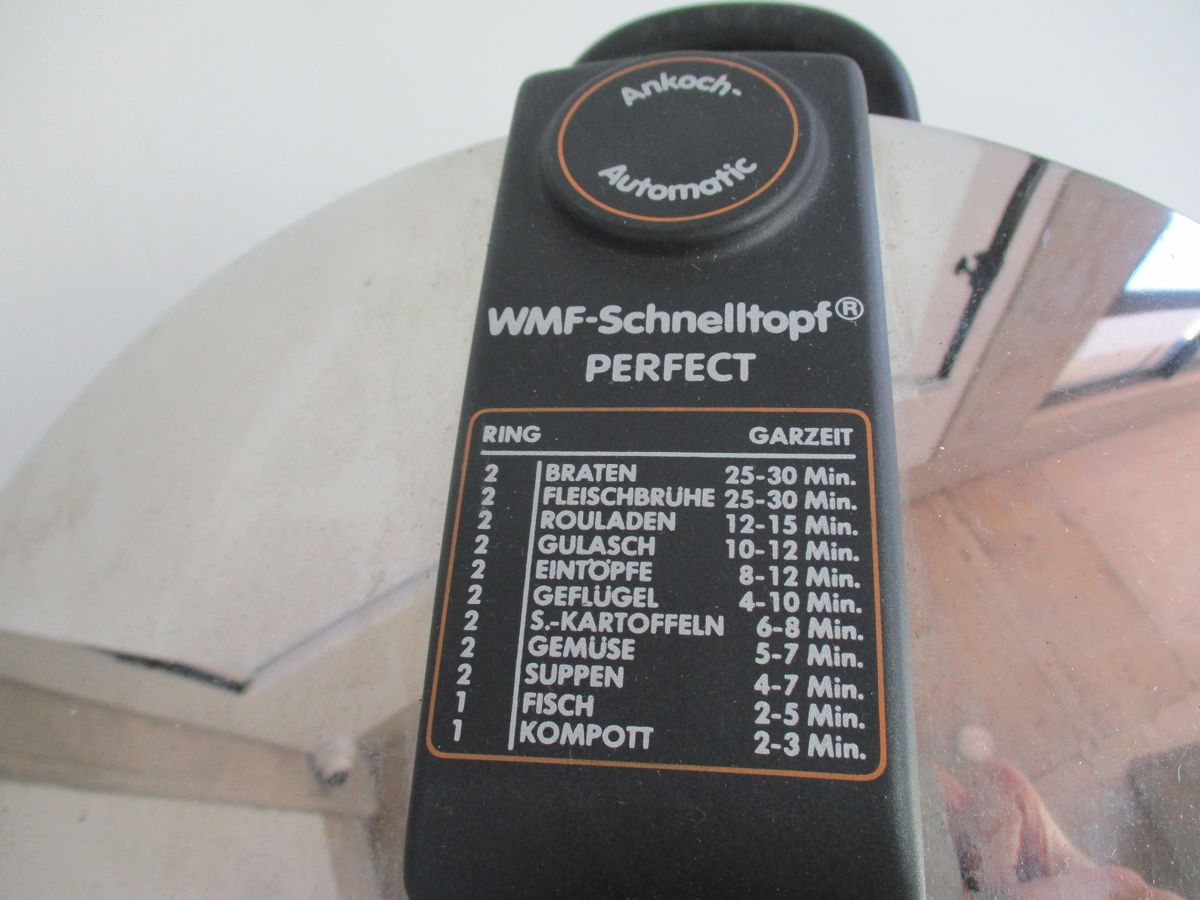 Ankoch-
Automatic
WMF-Schnelltopf®
PERFECT
RING GARZEIT
2 BRATEN 25-30 Min.
2 FLEISCHBRÜHE 25-30 Min.
2 ROULADEN 12-15 Min.
2 GULASCH 10-12 Min.
2 EINTÖPFE 8-12 Min.
2 GEFLÜGEL 4-10 Min.
2 S.-KARTOFFELN 6-8 Min.
2 GEMÜSE 5-7 Min.
2 SUPPEN 4-7 Min.
1 FISCH 2-5 Min.
1 KOMPOTT 2-3 Min.